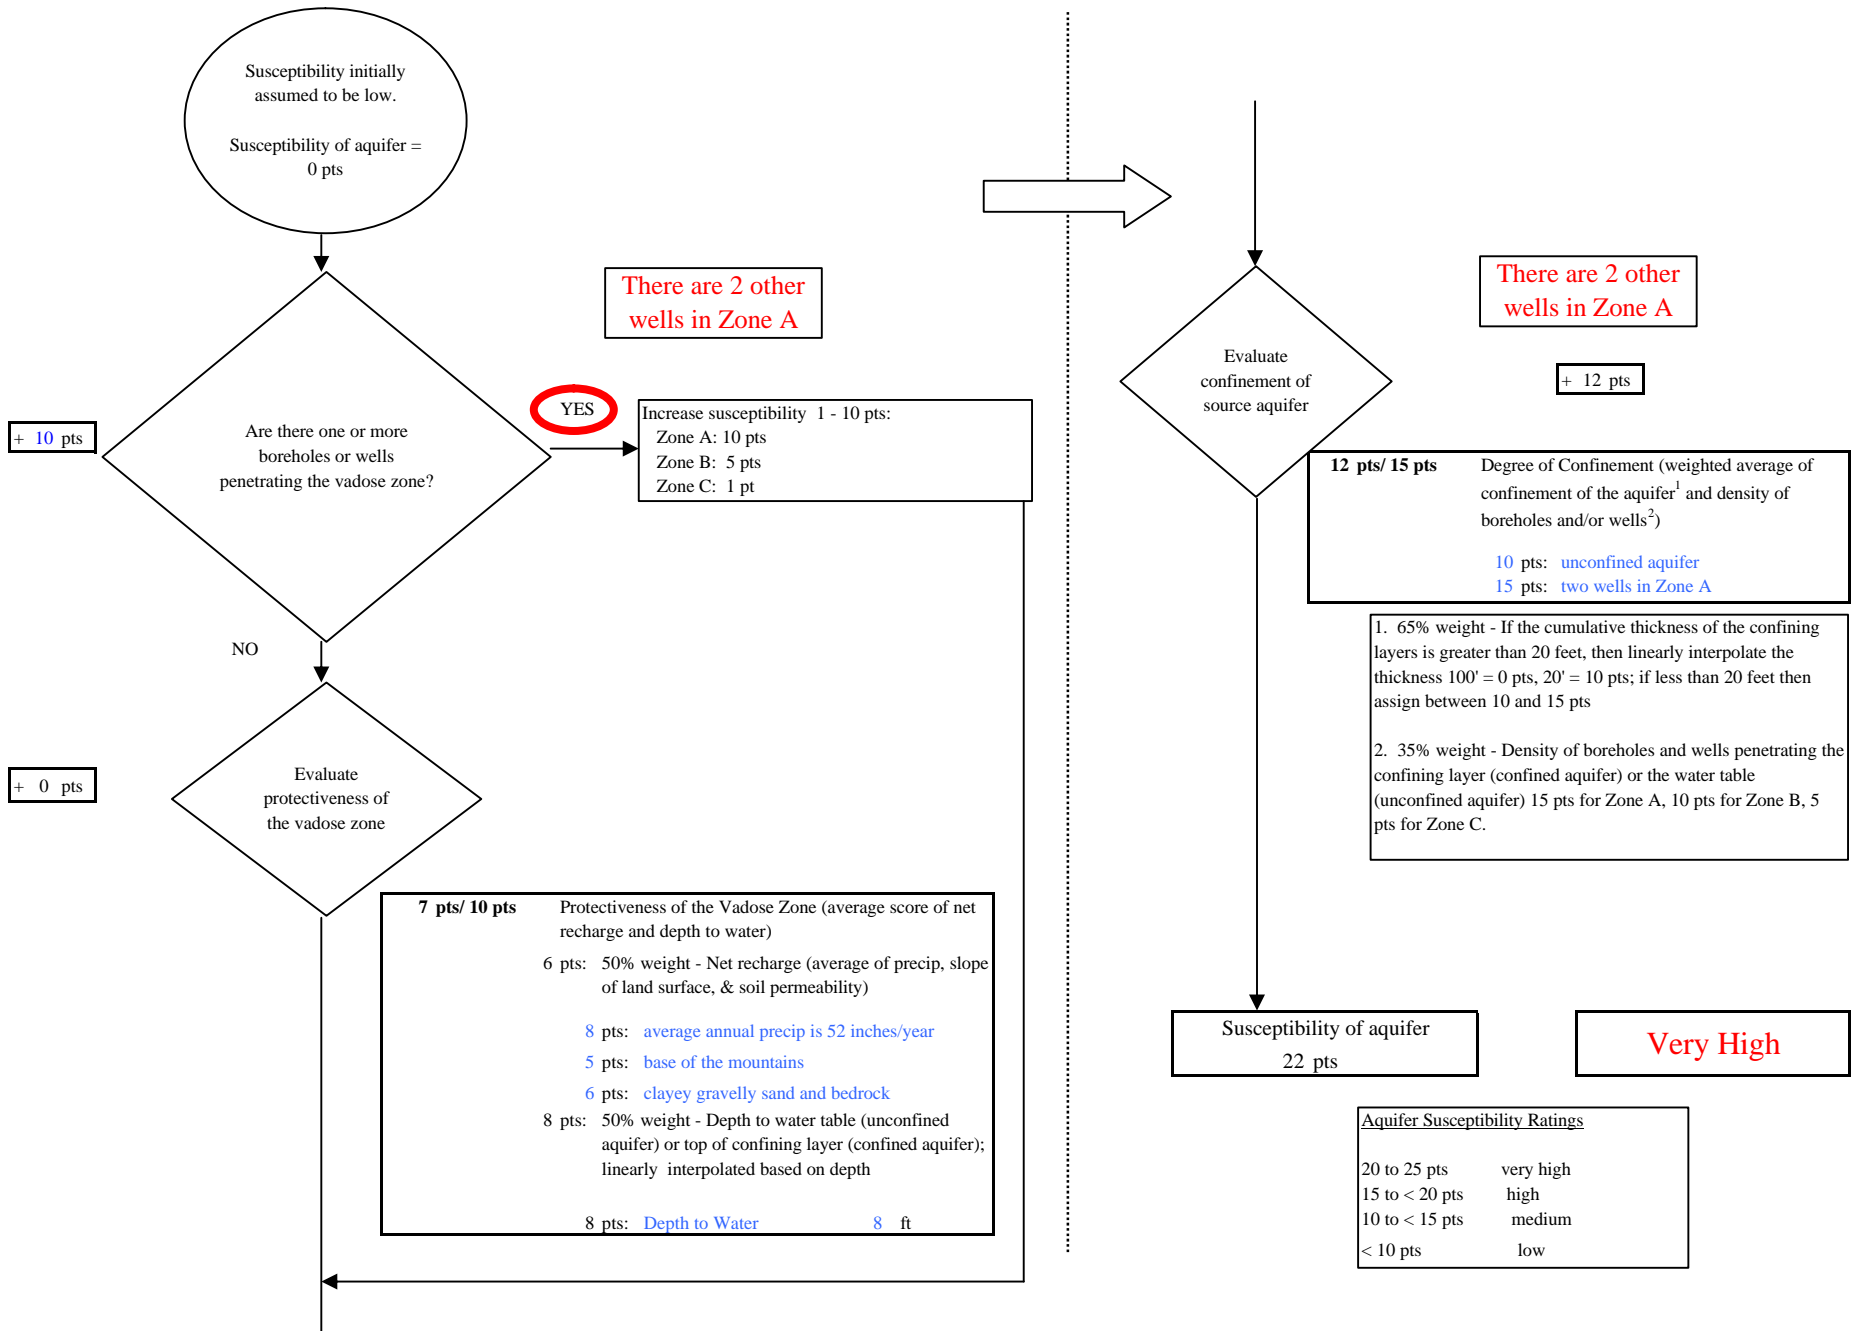 Susceptibility initially
assumed to be low.
Susceptibility of aquifer =
0 pts
There are 2 other
wells in Zone A
YES
+ 10 pts
Are there one or more
boreholes or wells
penetrating the vadose zone?
Increase susceptibility 1 - 10 pts:
Zone A: 10 pts
Zone B: 5 pts
Zone C: 1 pt
NO
+ 0 pts
Evaluate
protectiveness of
the vadose zone
7 pts/ 10 pts Protectiveness of the Vadose Zone (average score of net
recharge and depth to water)
6 pts: 50% weight - Net recharge (average of precip, slope
of land surface, & soil permeability)
8 pts: average annual precip is 52 inches/year
5 pts: base of the mountains
6 pts: clayey gravelly sand and bedrock
8 pts: 50% weight - Depth to water table (unconfined
aquifer) or top of confining layer (confined aquifer);
linearly interpolated based on depth
8 pts: Depth to Water 8 ft
There are 2 other
wells in Zone A
Evaluate
confinement of
source aquifer
+ 12 pts
12 pts/ 15 pts Degree of Confinement (weighted average of
confinement of the aquifer1 and density of
boreholes and/or wells2)
10 pts: unconfined aquifer
15 pts: two wells in Zone A
1. 65% weight - If the cumulative thickness of the confining
layers is greater than 20 feet, then linearly interpolate the
thickness 100' = 0 pts, 20' = 10 pts; if less than 20 feet then
assign between 10 and 15 pts
2. 35% weight - Density of boreholes and wells penetrating the
confining layer (confined aquifer) or the water table
(unconfined aquifer) 15 pts for Zone A, 10 pts for Zone B, 5
pts for Zone C.
Susceptibility of aquifer
22 pts
Very High
Aquifer Susceptibility Ratings
20 to 25 pts very high
15 to < 20 pts high
10 to < 15 pts medium
< 10 pts low